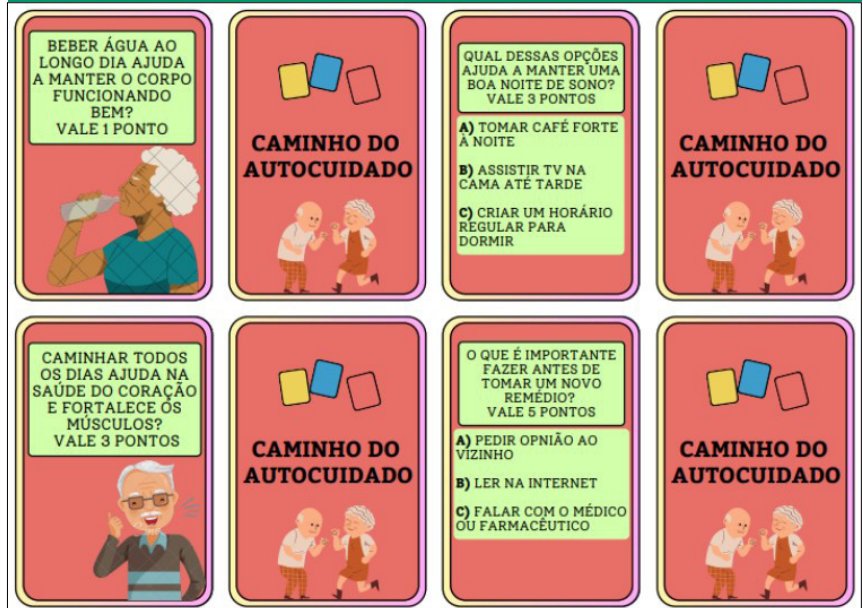 BEBER ÁGUA AO
LONGO DIA AJUDA
A MANTER O CORPO
FUNCIONANDO
BEM?
VALE 1 PONTO
CAMINHO DO
AUTOCUIDADO
QUAL DESSAS OPÇÕES
AJUDA A MANTER UMA
BOA NOITE DE SONO?
VALE 3 PONTOS
A) TOMAR CAFÉ FORTE
À NOITE
B) ASSISTIR TV NA
CAMA ATÉ TARDE
C) CRIAR UM HORÁRIO
REGULAR PARA
DORMIR
CAMINHO DO
AUTOCUIDADO
CAMINHAR TODOS
OS DIAS AJUDA NA
SAÚDE DO CORAÇÃO
E FORTALECE OS
MÚSCULOS?
VALE 3 PONTOS
CAMINHO DO
AUTOCUIDADO
O QUE É IMPORTANTE
FAZER ANTES DE
TOMAR UM NOVO
REMÉDIO?
VALE 5 PONTOS
A) PEDIR OPNIÃO AO
VIZINHO
B) LER NA INTERNET
C) FALAR COM O MÉDICO
OU FARMACÊUTICO
CAMINHO DO
AUTOCUIDADO